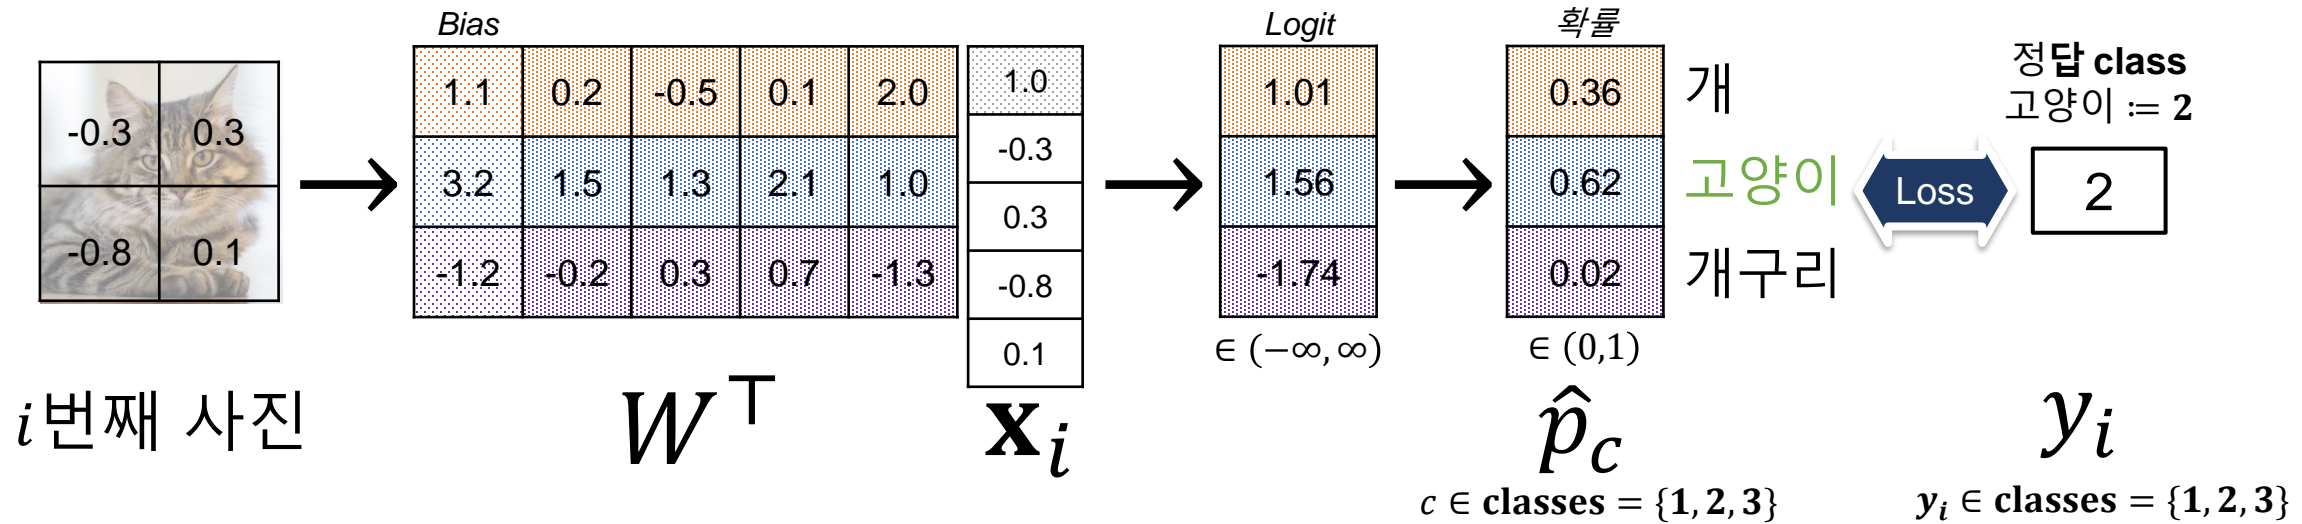 -0.3 0.3
-0.8 0.1
i번째 사진
Bias
1.1 0.2 -0.5 0.1 2.0
3.2 1.5 1.3 2.1 1.0
-1.2 -0.2 0.3 0.7 -1.3
W⊤
1.0
-0.3
0.3
-0.8
0.1
𝐱ᵢ
Logit
1.01
1.56
-1.74
∈ (−∞, ∞)
확률
0.36 개
0.62 고양이
0.02 개구리
∈ (0,1)
p̂_c
c ∈ classes = {1, 2, 3}
Loss
정답 class
고양이 ≔ 2
2
yᵢ
yᵢ ∈ classes = {1, 2, 3}